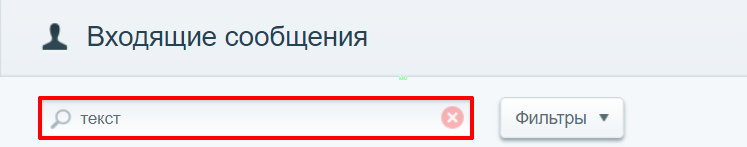 Входящие сообщения
текст
Фильтры